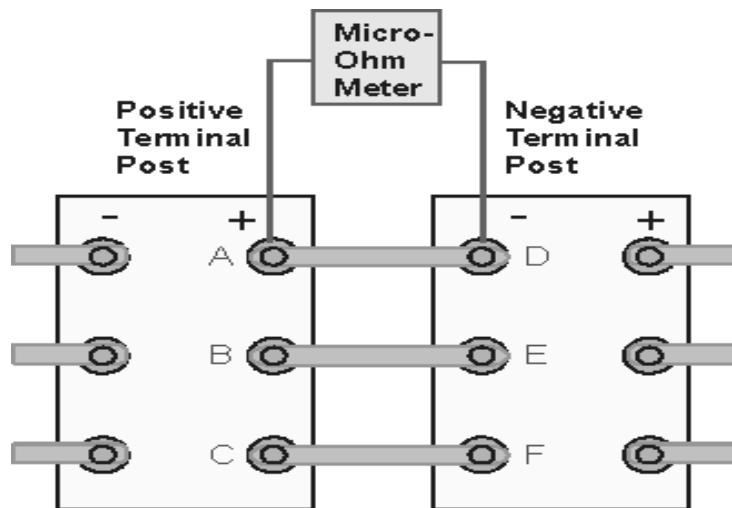 Micro-
Ohm
Meter
Positive
Terminal
Post
Negative
Terminal
Post
- + - +
A D
B E
C F